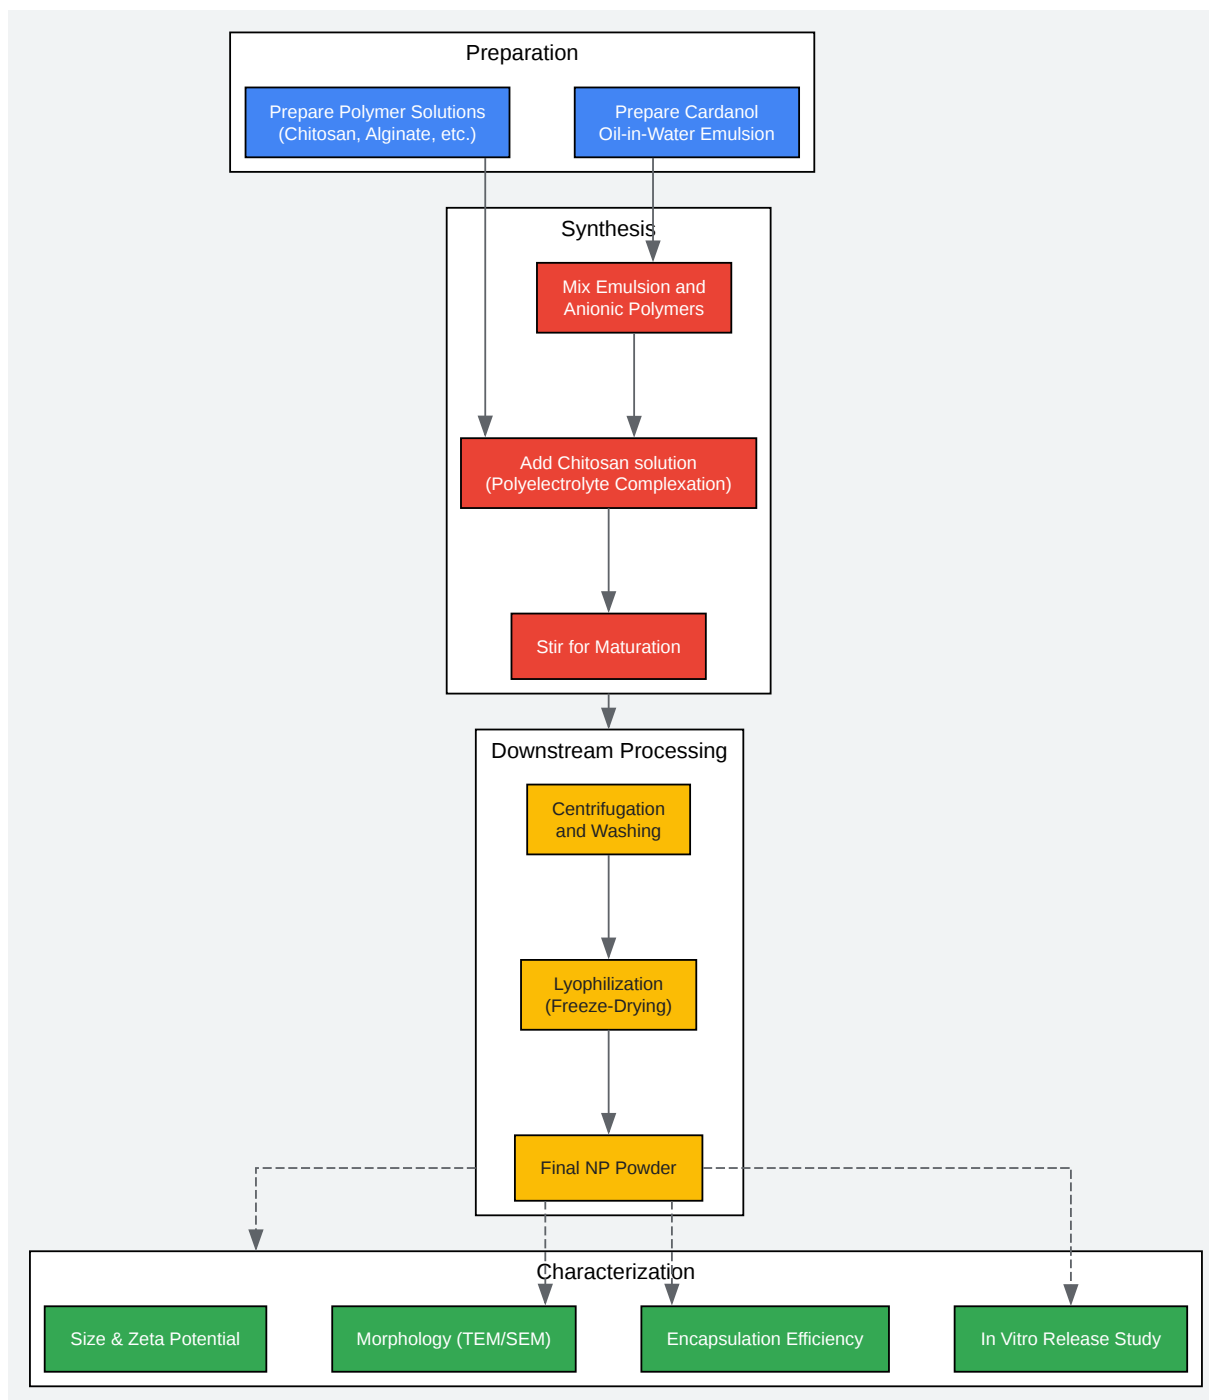 Preparation
Prepare Polymer Solutions
(Chitosan, Alginate, etc.)
Prepare Cardanol
Oil-in-Water Emulsion
Synthesis
Mix Emulsion and
Anionic Polymers
Add Chitosan solution
(Polyelectrolyte Complexation)
Stir for Maturation
Downstream Processing
Centrifugation
and Washing
Lyophilization
(Freeze-Drying)
Final NP Powder
Characterization
Size & Zeta Potential
Morphology (TEM/SEM)
Encapsulation Efficiency
In Vitro Release Study